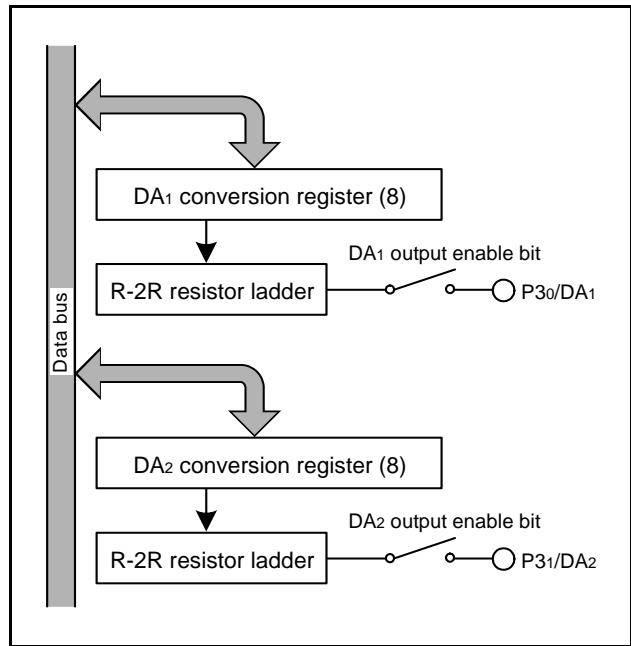 Data bus
DA₁ conversion register (8)
DA₁ output enable bit
R-2R resistor ladder
P3₀/DA₁
DA₂ conversion register (8)
DA₂ output enable bit
R-2R resistor ladder
P3₁/DA₂